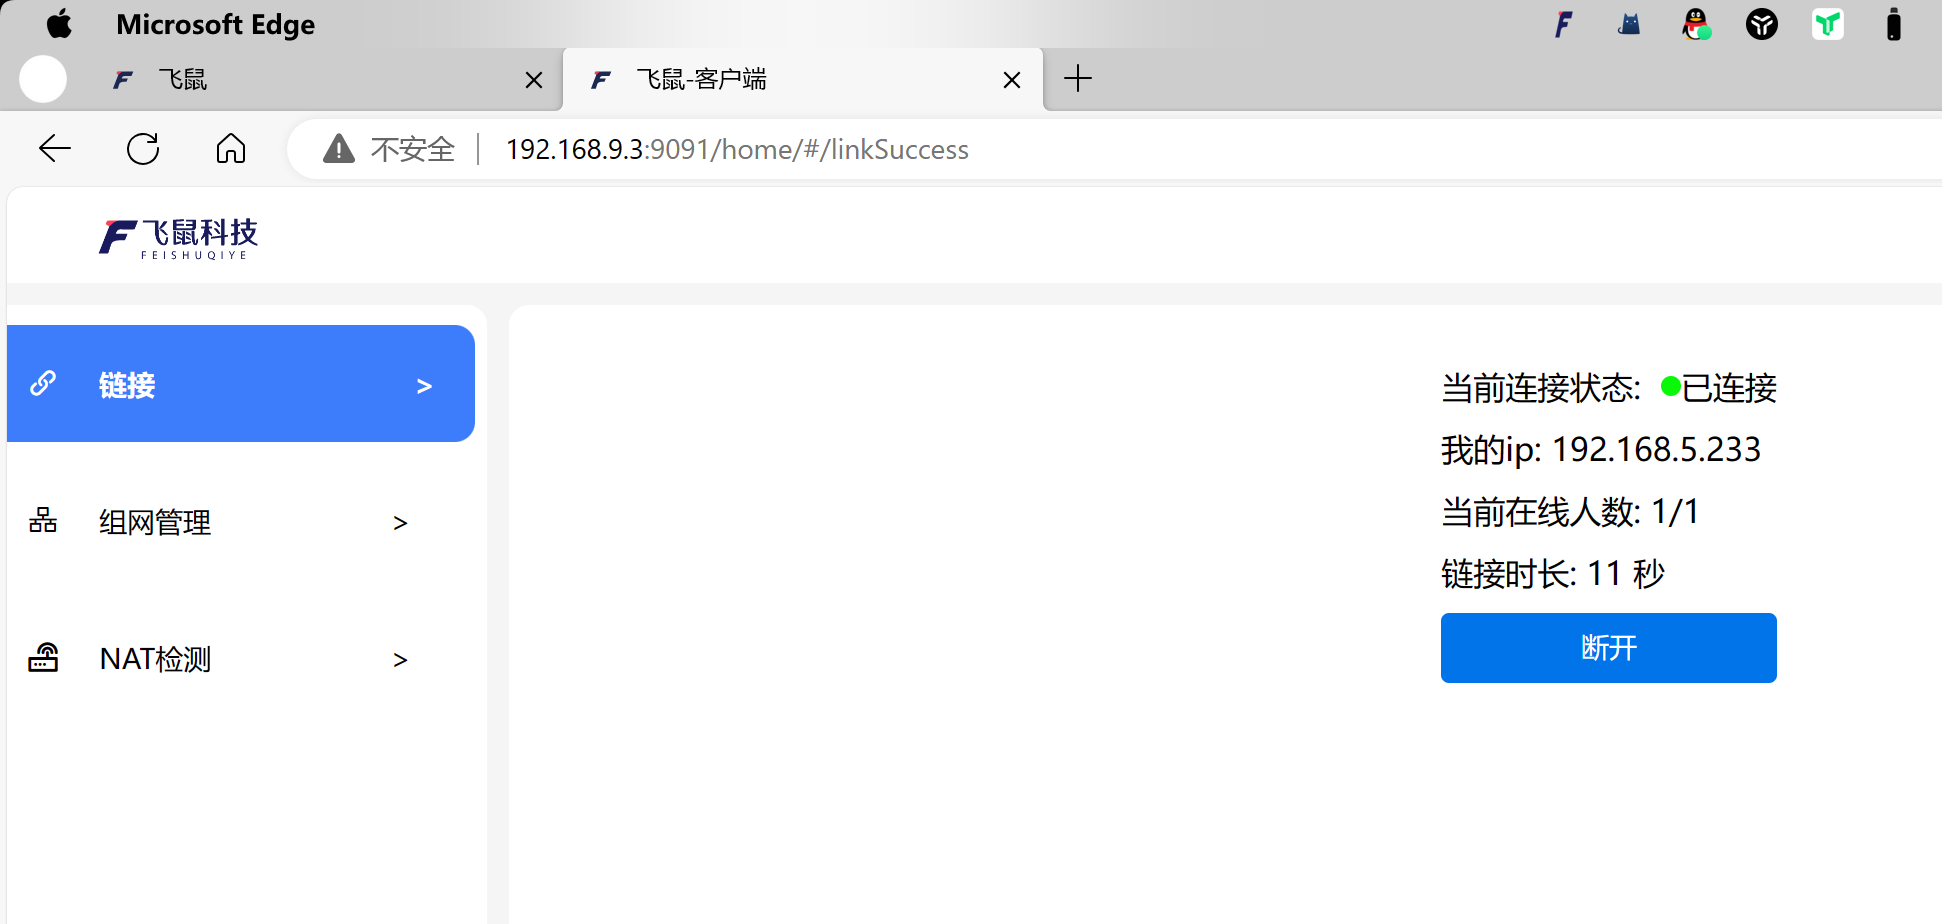 Microsoft Edge
飞鼠
飞鼠-客户端
不安全
192.168.9.3:9091/home/#/linkSuccess
飞鼠科技
FEISHUQIYE
链接 >
组网管理 >
NAT检测 >
当前连接状态: 已连接
我的ip: 192.168.5.233
当前在线人数: 1/1
链接时长: 11 秒
断开